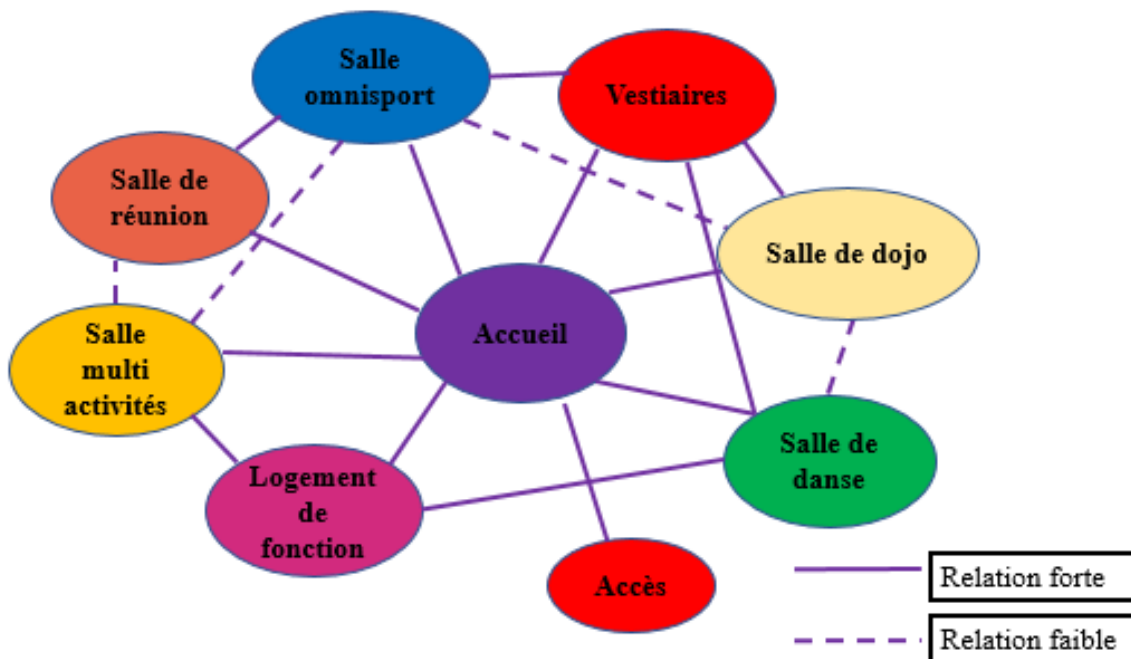 Salle
omnisport
Vestiaires
Salle de
réunion
Salle de dojo
Accueil
Salle
multi
activités
Salle de
danse
Logement
de
fonction
Accès
Relation forte
Relation faible